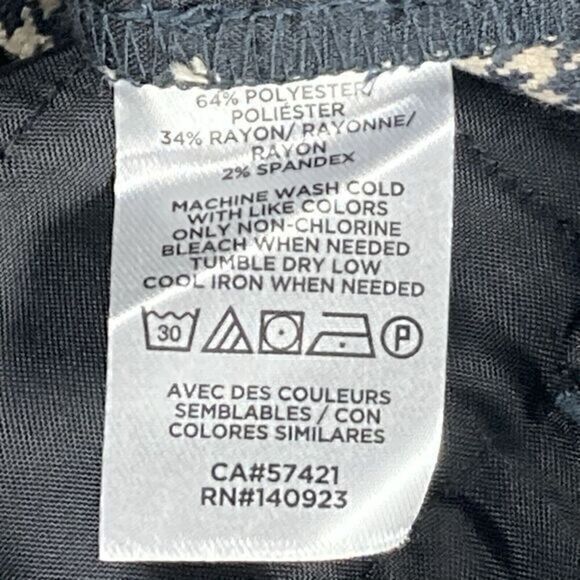 64% POLYESTER/
POLIÉSTER
34% RAYON/ RAYONNE/
RAYON
2% SPANDEX
MACHINE WASH COLD
WITH LIKE COLORS
ONLY NON-CHLORINE
BLEACH WHEN NEEDED
TUMBLE DRY LOW
COOL IRON WHEN NEEDED
30 P
AVEC DES COULEURS
SEMBLABLES / CON
COLORES SIMILARES
CA#57421
RN#140923